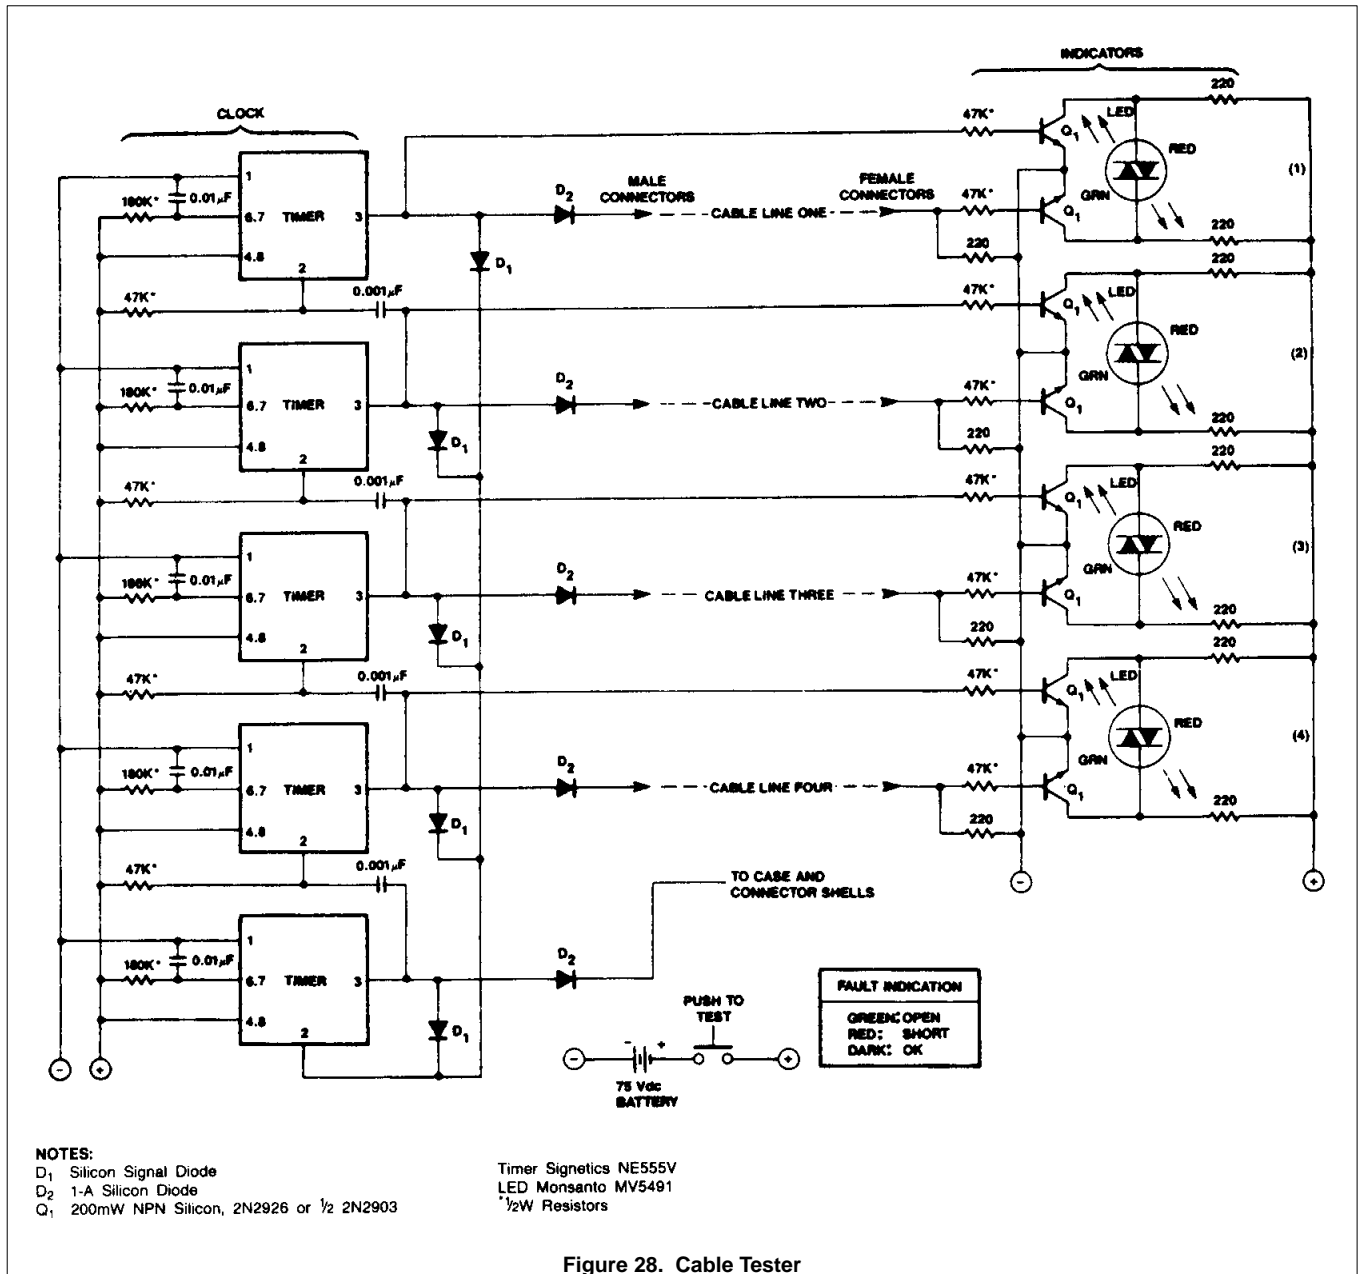 INDICATORS
220
CLOCK
47K*
Q1
LED
RED
1
180K*
0.01μF
6.7
TIMER
3
4.8
2
D2
MALE
CONNECTORS
FEMALE
CONNECTORS
CABLE LINE ONE
47K*
Q1
GRN
(1)
220
220
D1
220
47K*
0.001μF
47K*
Q1
LED
RED
1
180K*
0.01μF
6.7
TIMER
3
4.8
2
D2
CABLE LINE TWO
47K*
Q1
GRN
(2)
220
220
D1
220
47K*
0.001μF
47K*
Q1
LED
RED
1
180K*
0.01μF
6.7
TIMER
3
4.8
2
D2
CABLE LINE THREE
47K*
Q1
GRN
(3)
220
220
D1
220
47K*
0.001μF
47K*
Q1
LED
RED
1
180K*
0.01μF
6.7
TIMER
3
4.8
2
D2
CABLE LINE FOUR
47K*
Q1
GRN
(4)
220
220
D1
47K*
0.001μF
TO CASE AND
CONNECTOR SHELLS
- +
1
180K*
0.01μF
6.7
TIMER
3
4.8
2
D2
D1
- +
PUSH TO
TEST
- - + +
75 Vdc
BATTERY
FAULT INDICATION
GREEN: OPEN
RED: SHORT
DARK: OK
NOTES:
D1 Silicon Signal Diode
D2 1-A Silicon Diode
Q1 200mW NPN Silicon, 2N2926 or ½ 2N2903
Timer Signetics NE555V
LED Monsanto MV5491
*½W Resistors
Figure 28. Cable Tester